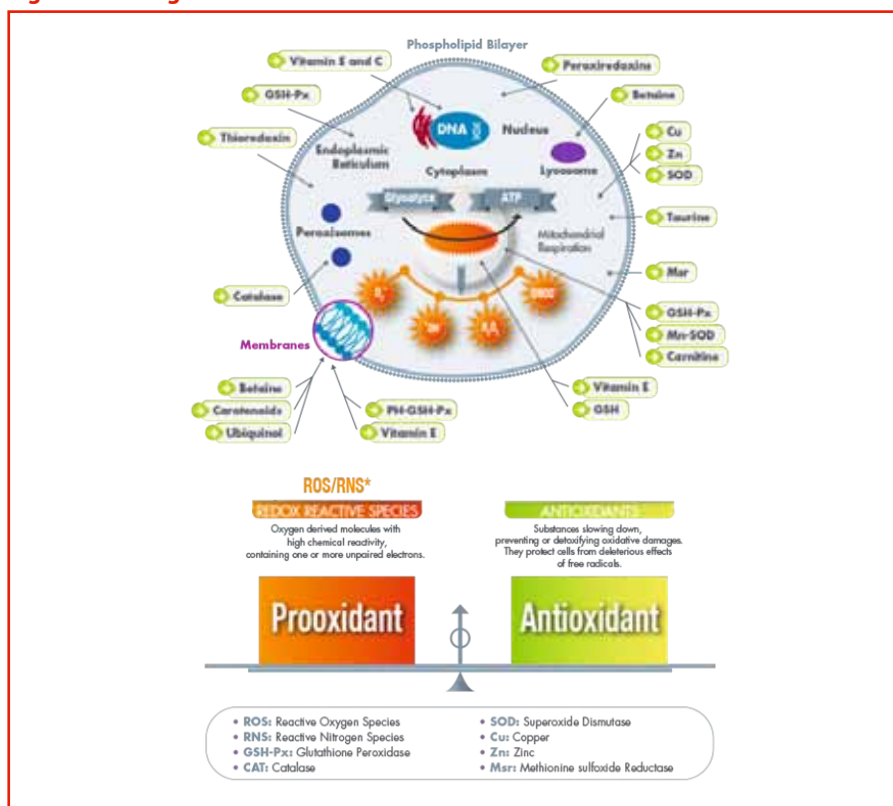 Phospholipid Bilayer
Vitamin E and C
Peroxiredoxins
GSH-Px
Betaine
Thioredoxin
DNA
Nucleus
Cu
Endoplasmic
Reticulum
Zn
Cytoplasm
Lysosome
SOD
ATP
Taurine
Peroxisomes
Mitochondrial
Respiration
Msr
Catalase
GSH-Px
OH
H2O2
Mn-SOD
Membranes
Carnitine
Betaine
Vitamin E
Carotenoids
PH-GSH-Px
GSH
Ubiquinol
Vitamin E
ROS/RNS*
REDOX REACTIVE SPECIES
Oxygen derived molecules with
high chemical reactivity,
containing one or more unpaired electrons.
ANTIOXIDANTS
Substances slowing down,
preventing or detoxifying oxidative damages.
They protect cells from deleterious effects
of free radicals.
Prooxidant
Antioxidant
• ROS: Reactive Oxygen Species
• RNS: Reactive Nitrogen Species
• GSH-Px: Glutathione Peroxidase
• CAT: Catalase
• SOD: Superoxide Dismutase
• Cu: Copper
• Zn: Zinc
• Msr: Methionine sulfoxide Reductase